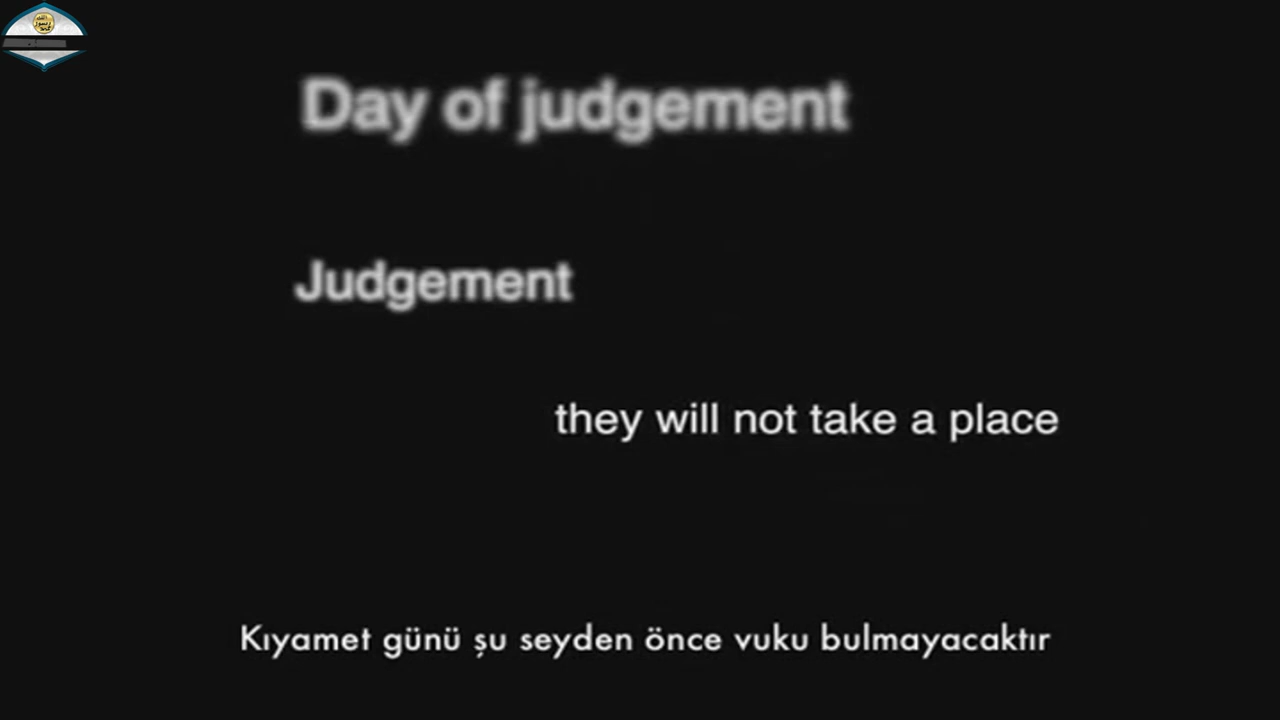 Day of judgement
Judgement
they will not take a place
Kıyamet günü şu seyden önce vuku bulmayacaktır